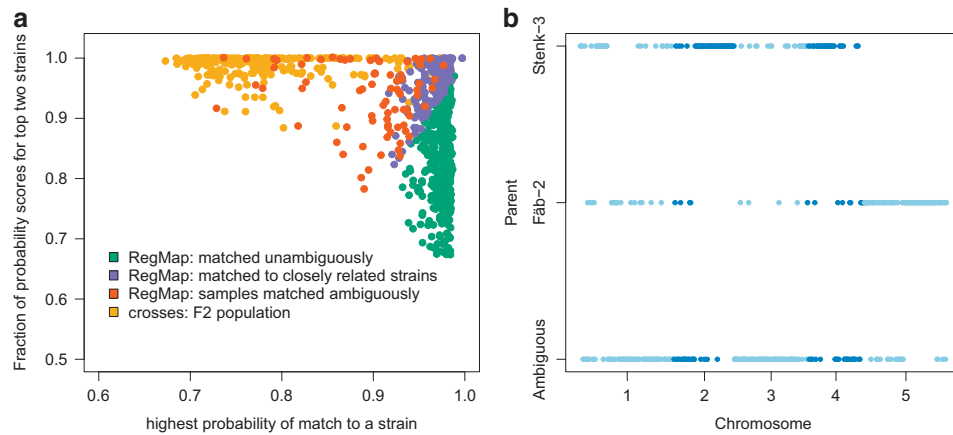 a
Fraction of probability scores for top two strains
1.0
0.9
0.8
0.7
0.6
0.5
RegMap: matched unambiguously
RegMap: matched to closely related strains
RegMap: samples matched ambiguously
crosses: F2 population
0.6 0.7 0.8 0.9 1.0
highest probability of match to a strain
b
Parent
Stenk−3
Fäb−2
Ambiguous
1 2 3 4 5
Chromosome